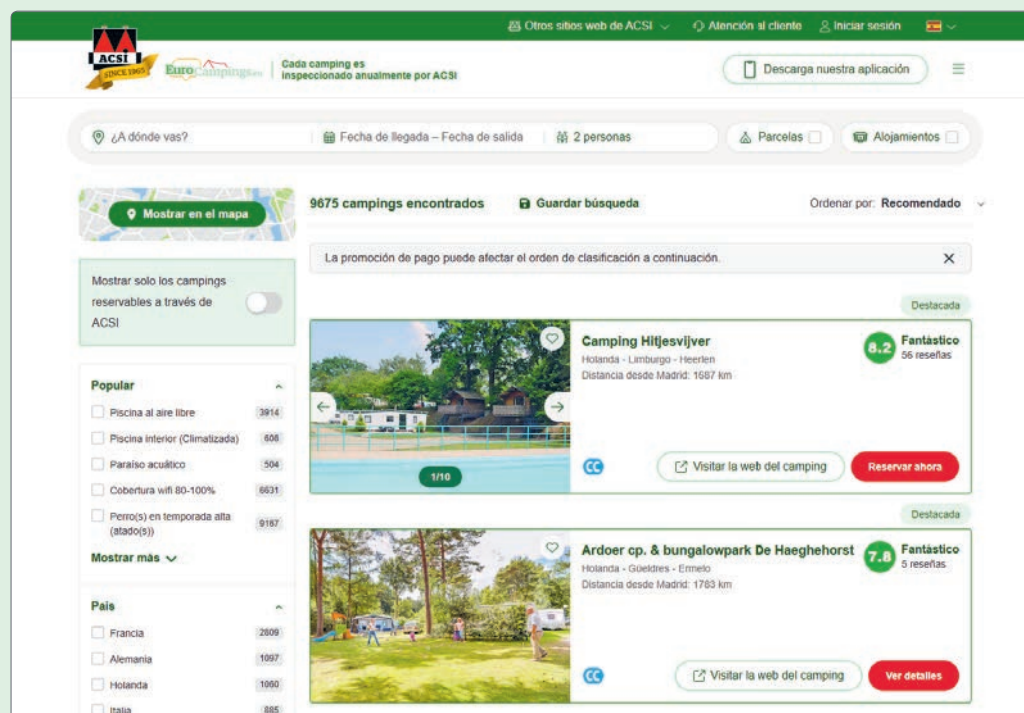 Otros sitios web de ACSI
Atención al cliente
Iniciar sesión
ACSI
SINCE 1965
EuroCampings.eu
Cada camping es
inspeccionado anualmente por ACSI
Descarga nuestra aplicación
¿A dónde vas?
Fecha de llegada – Fecha de salida
2 personas
Parcelas
Alojamientos
Mostrar en el mapa
9675 campings encontrados
Guardar búsqueda
Ordenar por: Recomendado
La promoción de pago puede afectar el orden de clasificación a continuación.
Mostrar solo los campings
reservables a través de
ACSI
Popular
Piscina al aire libre 3914
Piscina interior (Climatizada) 606
Paraíso acuático 504
Cobertura wifi 80-100% 6631
Perro(s) en temporada alta
(atado(s)) 9167
Mostrar más
País
Francia 2809
Alemania 1097
Holanda 1060
Italia 885
Destacada
Camping Hitjesvijver
Holanda - Limburgo - Heerlen
Distancia desde Madrid: 1687 km
8.2
Fantástico
56 reseñas
1/10
CC
Visitar la web del camping
Reservar ahora
Destacada
Ardoer cp. & bungalowpark De Haeghehorst
Holanda - Güeldres - Ermelo
Distancia desde Madrid: 1783 km
7.8
Fantástico
5 reseñas
CC
Visitar la web del camping
Ver detalles